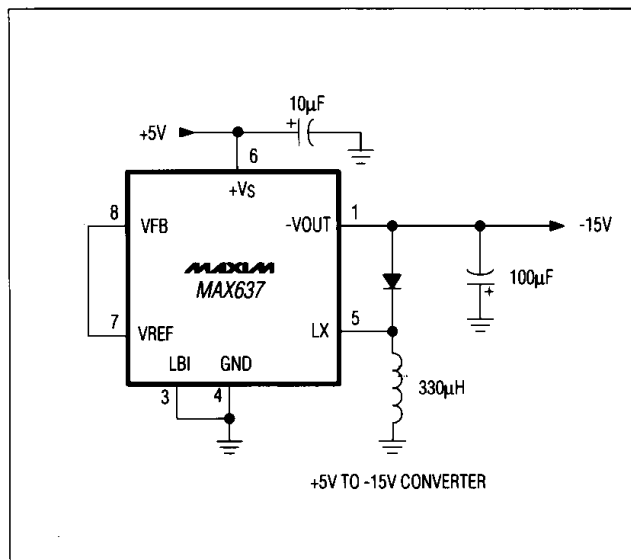 10µF
+5V
6
+VS
8
VFB
-VOUT
1
-15V
MAXIM
MAX637
100µF
7
VREF
LX
5
LBI
GND
3
4
330µH
+5V TO -15V CONVERTER